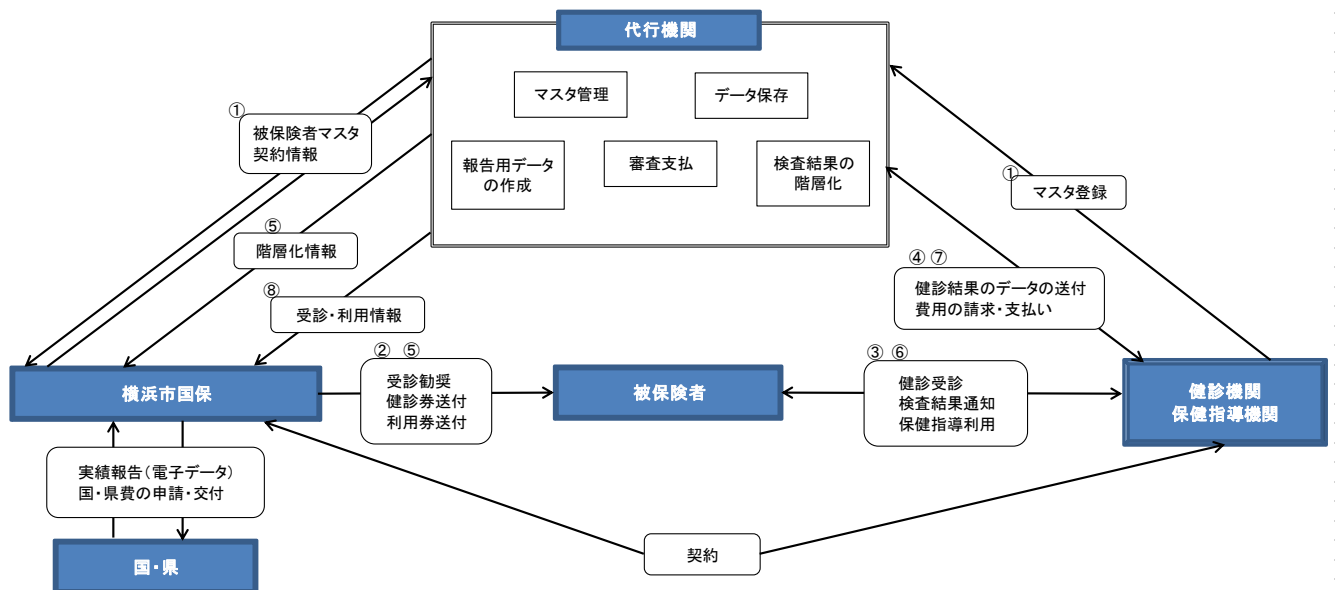 代行機関
マスタ管理
データ保存
報告用データ
の作成
審査支払
検査結果の
階層化
①
被保険者マスタ
契約情報
①
マスタ登録
⑤
階層化情報
④ ⑦
健診結果のデータの送付
費用の請求・支払い
⑧
受診・利用情報
② ⑤
受診勧奨
健診券送付
利用券送付
③ ⑥
健診受診
検査結果通知
保健指導利用
横浜市国保
被保険者
健診機関
保健指導機関
実績報告(電子データ)
国・県費の申請・交付
契約
国・県